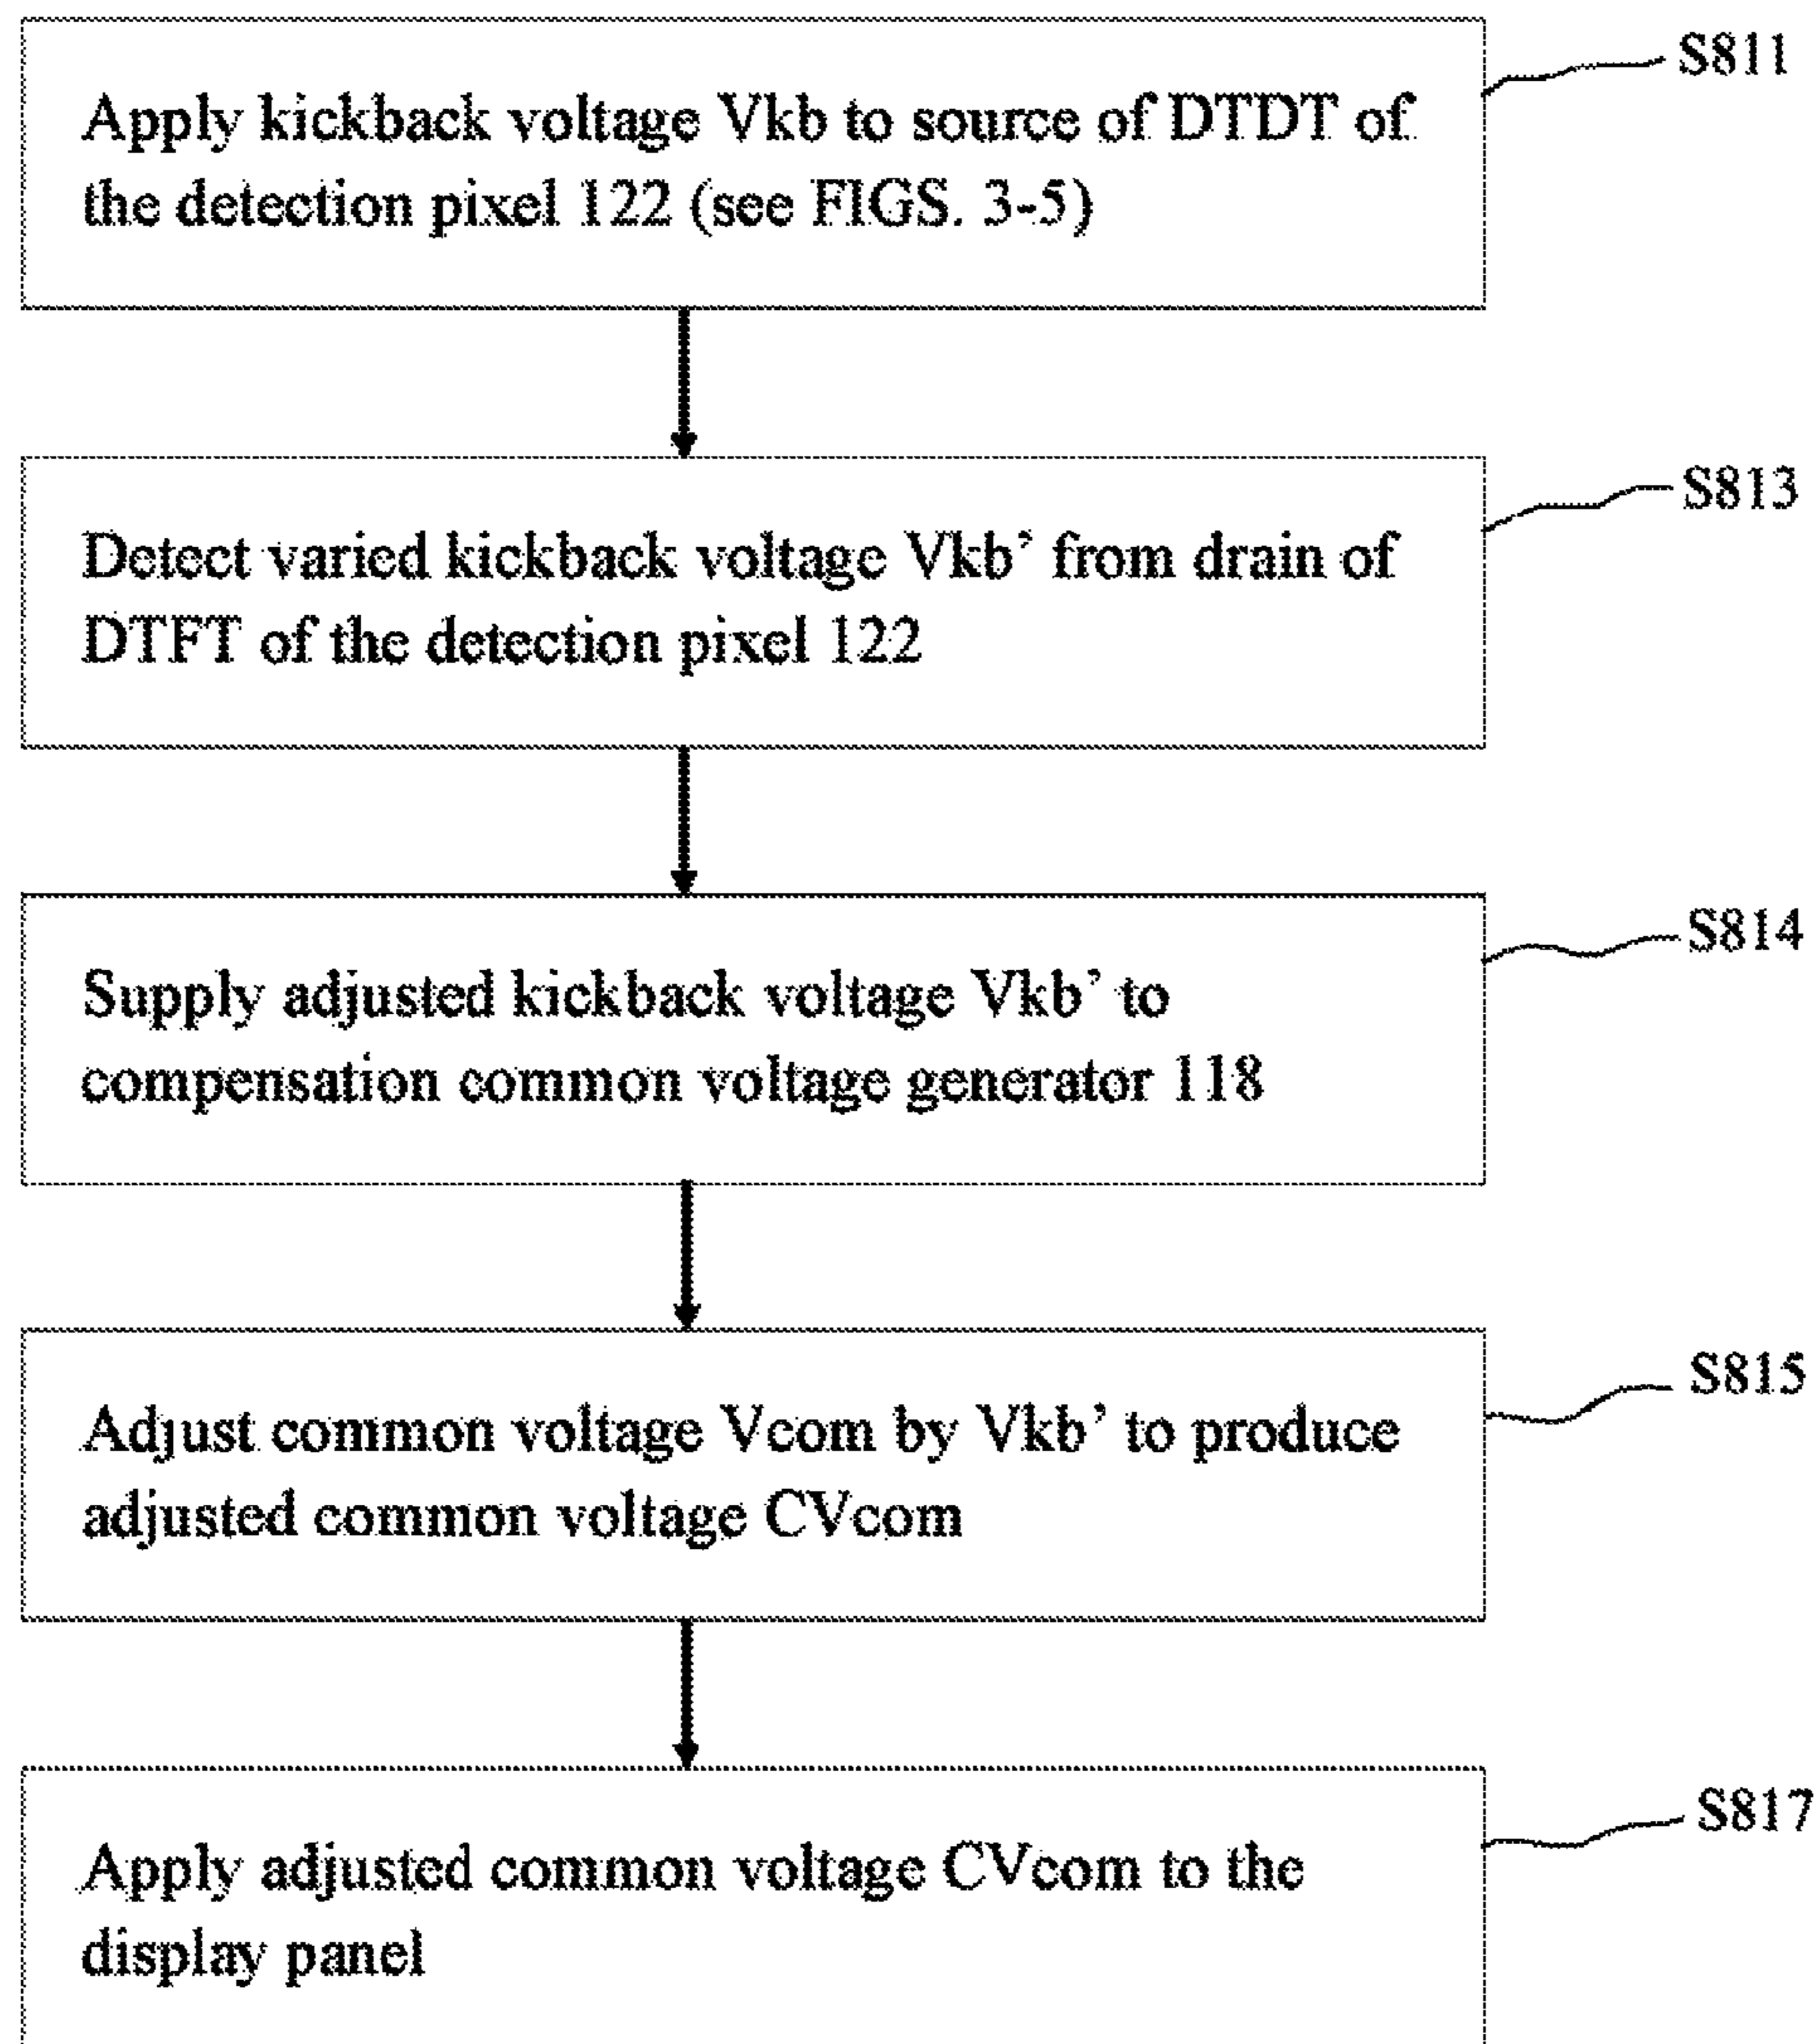 S811
Apply kickback voltage Vkb to source of DTDT of
the detection pixel 122 (see FIGS. 3-5)
S813
Detect varied kickback voltage Vkb’ from drain of
DTFT of the detection pixel 122
S814
Supply adjusted kickback voltage Vkb’ to
compensation common voltage generator 118
S815
Adjust common voltage Vcom by Vkb’ to produce
adjusted common voltage CVcom
S817
Apply adjusted common voltage CVcom to the
display panel